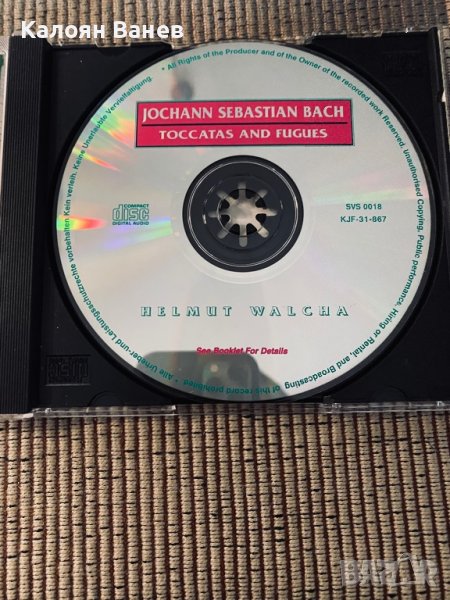 Калоян Ванев
• All Rights of the Producer and of the Owner of the recorded work Reserved. Unauthorised Copying, Public performance, Hiring or Rental, and Broadcasting of this record prohibited • Alle Urheber-und Leistungsschutzrechte vorbehalten Kein verleih. Keine Unerlaubte Vervielfaltigung.
JOCHANN SEBASTIAN BACH
TOCCATAS AND FUGUES
COMPACT
disc
DIGITAL AUDIO
SVS 0018
KJF-31-867
HELMUT WALCHA
See Booklet For Details
BAZAR